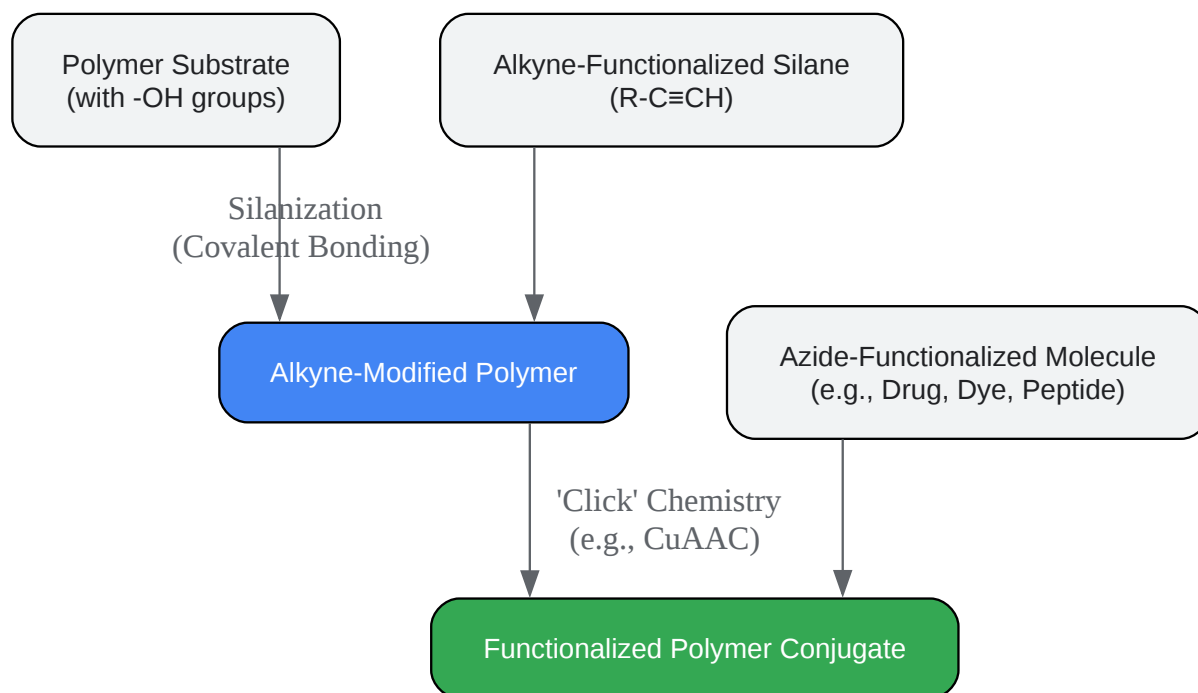 Polymer Substrate
(with -OH groups)
Alkyne-Functionalized Silane
(R-C≡CH)
Silanization
(Covalent Bonding)
Alkyne-Modified Polymer
Azide-Functionalized Molecule
(e.g., Drug, Dye, Peptide)
'Click' Chemistry
(e.g., CuAAC)
Functionalized Polymer Conjugate